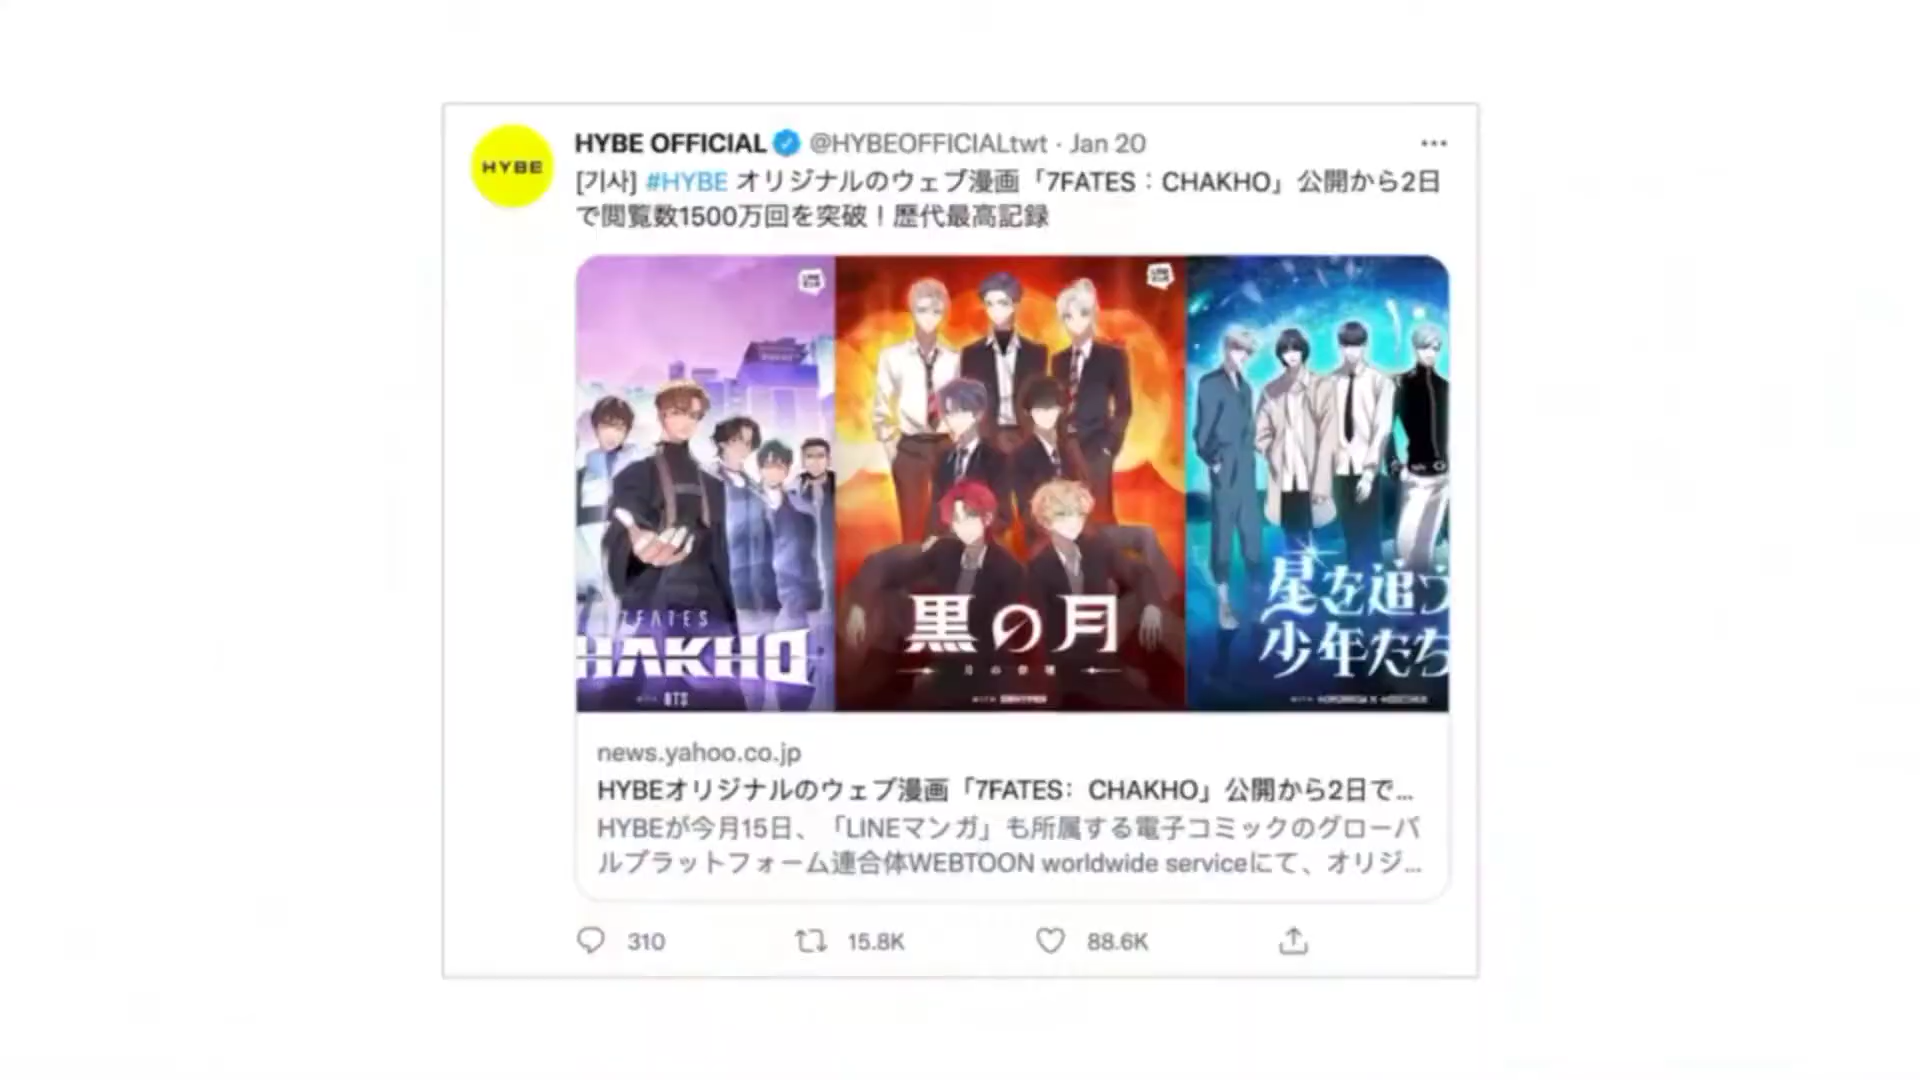 HYBE
HYBE OFFICIAL @HYBEOFFICIALtwt · Jan 20
[기사] #HYBE オリジナルのウェブ漫画「7FATES：CHAKHO」公開から2日
で閲覧数1500万回を突破！歴代最高記録
7FATES
HAKHO
WITH BTS
黒の月
WITH ENHYPEN
星を追う
少年たち
news.yahoo.co.jp
HYBEオリジナルのウェブ漫画「7FATES：CHAKHO」公開から2日で...
HYBEが今月15日、「LINEマンガ」も所属する電子コミックのグローバ
ルプラットフォーム連合体WEBTOON worldwide serviceにて、オリジ...
310 15.8K 88.6K